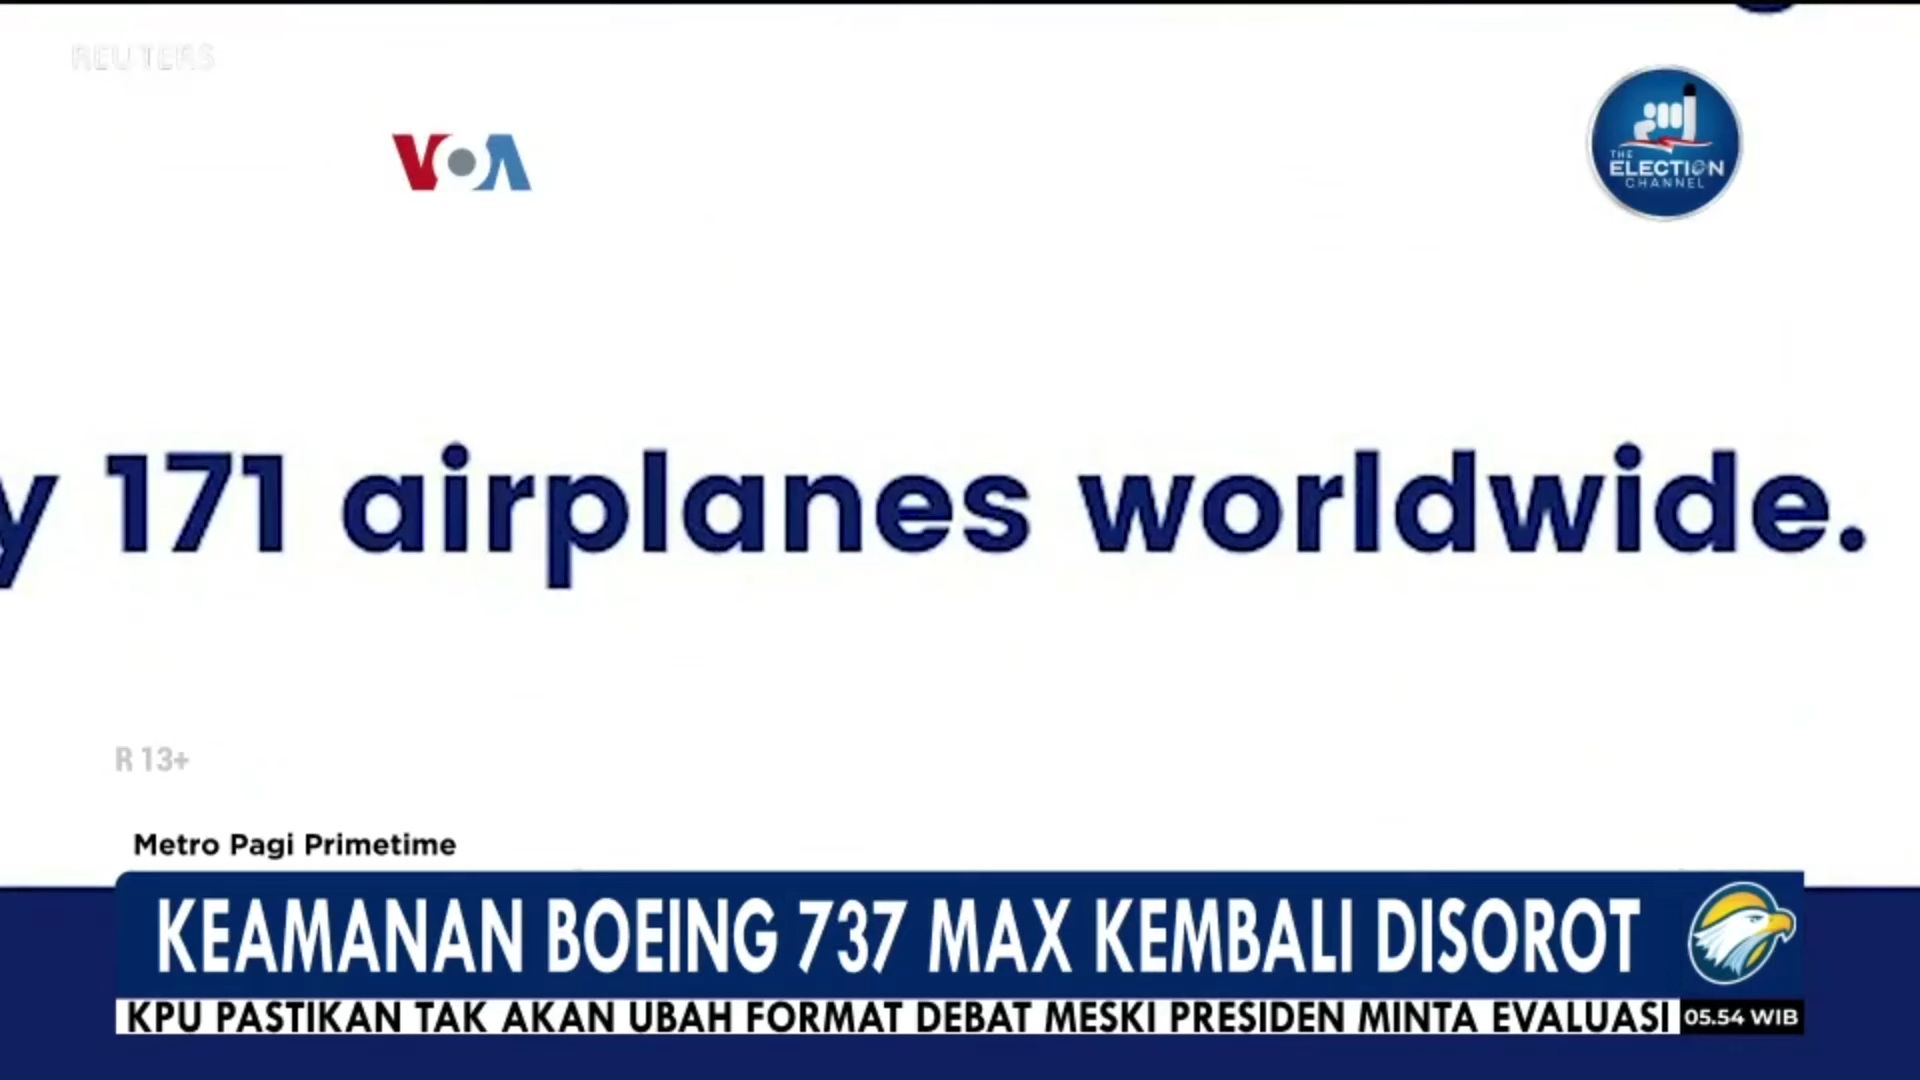 REUTERS
VOA
THE
ELECTION
CHANNEL
y 171 airplanes worldwide.
R 13+
Metro Pagi Primetime
KEAMANAN BOEING 737 MAX KEMBALI DISOROT
KPU PASTIKAN TAK AKAN UBAH FORMAT DEBAT MESKI PRESIDEN MINTA EVALUASI 05.54 WIB